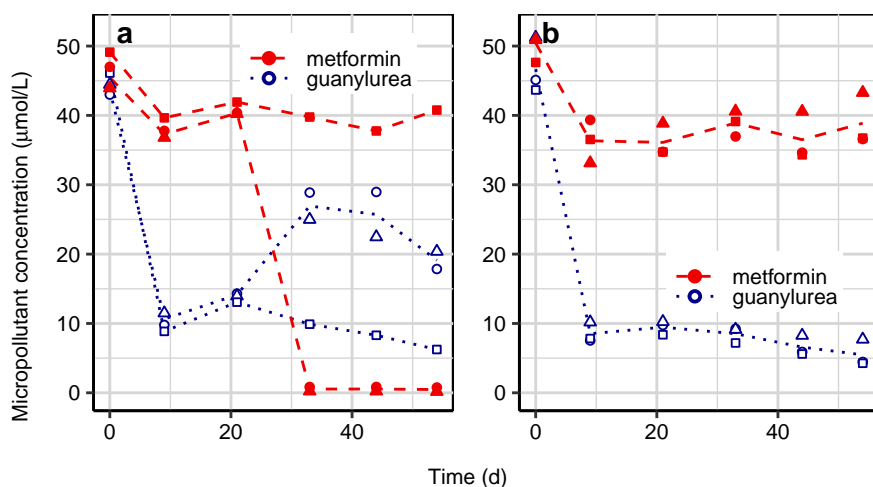 a
b
metformin
guanylurea
metformin
guanylurea
Micropollutant concentration (μmol/L)
50
40
30
20
10
0
50
40
30
20
10
0
0 20 40
0 20 40
Time (d)